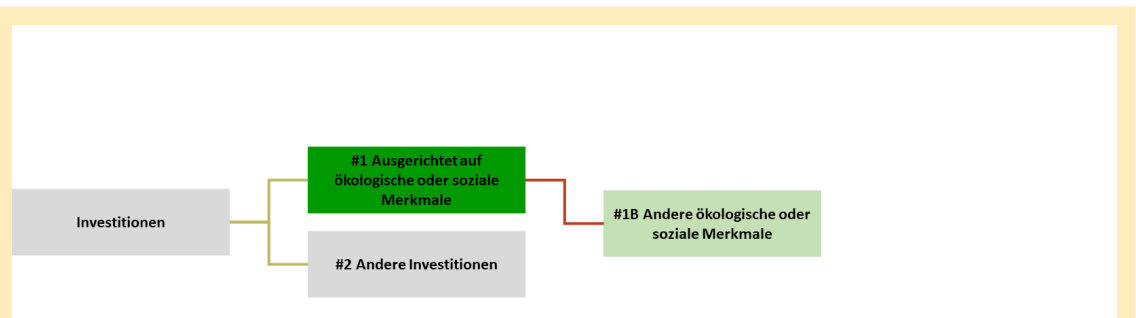 #1 Ausgerichtet auf
ökologische oder soziale
Merkmale
Investitionen
#1B Andere ökologische oder
soziale Merkmale
#2 Andere Investitionen